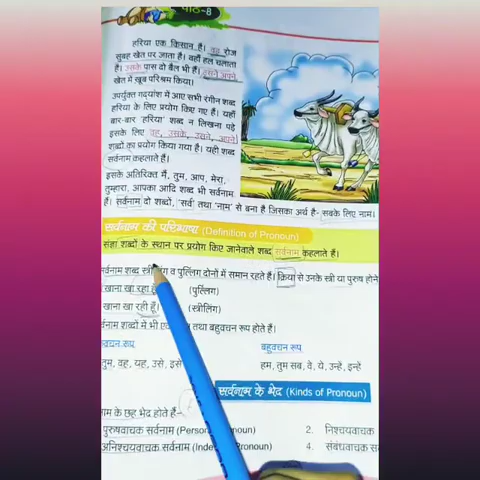 पाठ-8
हरिया एक किसान है। वह रोज
सुबह खेत पर जाता है। वहाँ हल चलाता
है। उसके पास दो बैल भी हैं। इसने अपने
खेत में खूब परिश्रम किया।
उपर्युक्त गद्यांश में आए सभी रंगीन शब्द
हरिया के लिए प्रयोग किए गए हैं। यहाँ
बार-बार 'हरिया' शब्द न लिखना पड़े
इसके लिए वह, उसके, उसने, अपने
शब्दों का प्रयोग किया गया है। यही शब्द
सर्वनाम कहलाते हैं।
इसके अतिरिक्त मैं, तुम, आप, मेरा,
तुम्हारा, आपका आदि शब्द भी सर्वनाम
हैं। सर्वनाम दो शब्दों, 'सर्व' तथा 'नाम' से बना है जिसका अर्थ है- सबके लिए नाम।
सर्वनाम की परिभाषा (Definition of Pronoun)
संज्ञा शब्दों के स्थान पर प्रयोग किए जानेवाले शब्द सर्वनाम कहलाते हैं।
सर्वनाम शब्द स्त्रीलिंग व पुल्लिंग दोनों में समान रहते हैं। क्रिया से उनके स्त्री या पुरुष होने
खाना खा रहा हूँ। (पुल्लिंग)
खाना खा रही हूँ। (स्त्रीलिंग)
शब्दों में भी तथा बहुवचन रूप होते हैं।
रूप बहुवचन रूप
तुम, वह, यह, उसे, इसे हम, तुम सब, वे, ये, उन्हें, इन्हें
सर्वनाम के भेद (Kinds of Pronoun)
के छह भेद होते हैं-
पुरुषवाचक सर्वनाम 2. निश्चयवाचक
अनिश्चयवाचक सर्वनाम 4. संबंधवाचक